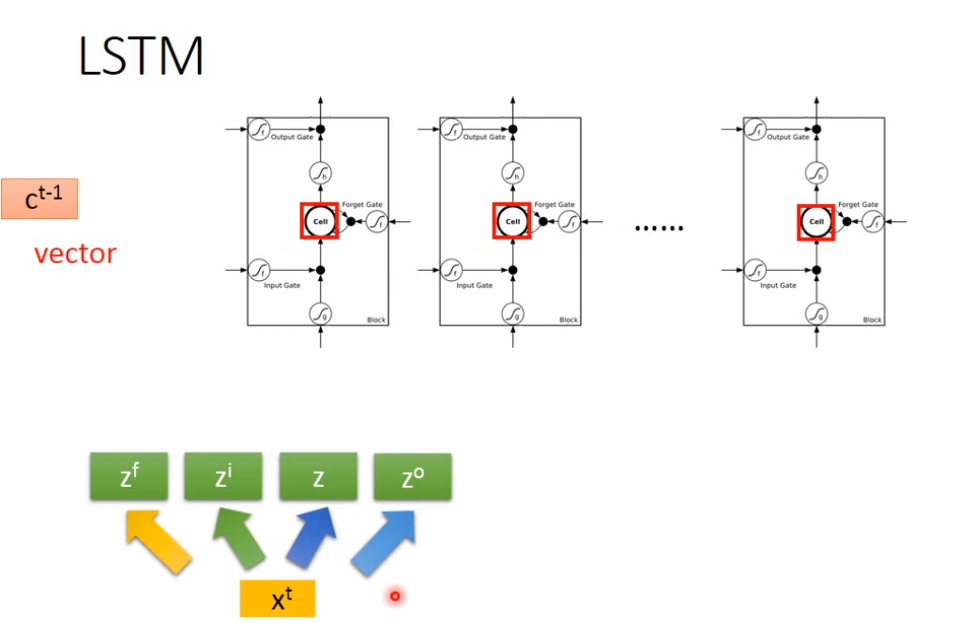 LSTM
Output Gate
Output Gate
Output Gate
h
h
h
c^t-1
Forget Gate
Forget Gate
Forget Gate
Cell
Cell
......
Cell
vector
Input Gate
Input Gate
Input Gate
g
g
g
Block
Block
Block
z^f
z^i
z
z^o
x^t